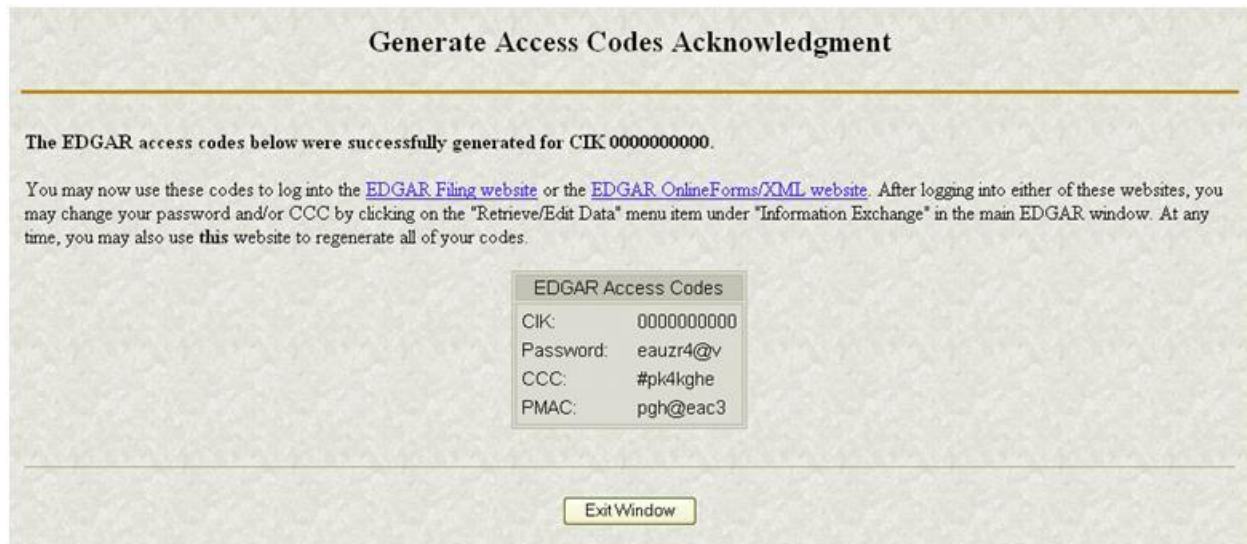 Generate Access Codes Acknowledgment
The EDGAR access codes below were successfully generated for CIK 0000000000.
You may now use these codes to log into the EDGAR Filing website or the EDGAR OnlineForms/XML website. After logging into either of these websites, you
may change your password and/or CCC by clicking on the "Retrieve/Edit Data" menu item under "Information Exchange" in the main EDGAR window. At any
time, you may also use this website to regenerate all of your codes.
EDGAR Access Codes
CIK: 0000000000
Password: eauzr4@v
CCC: #pk4kghe
PMAC: pgh@eac3
Exit Window